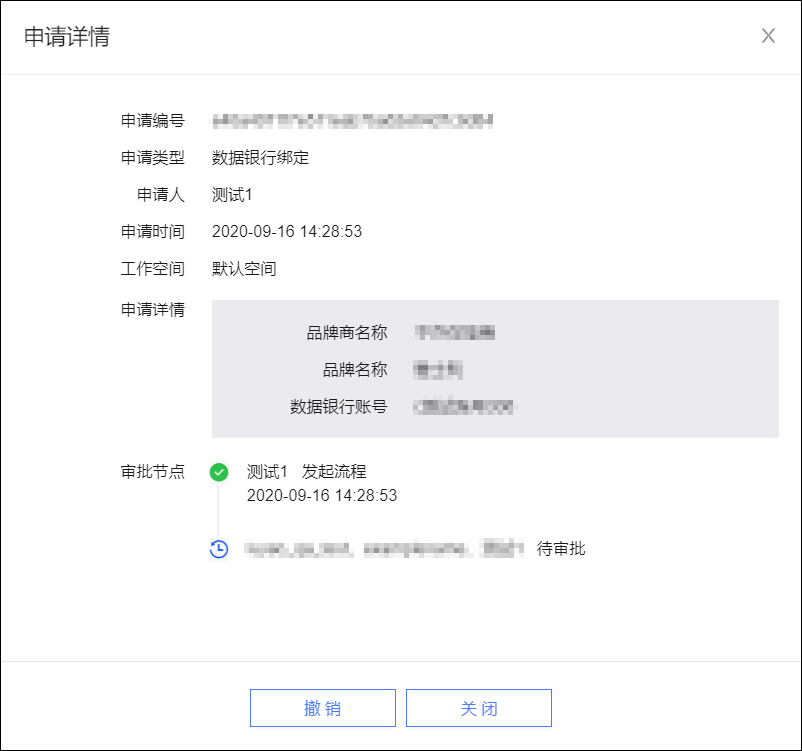 申请详情
申请编号
申请类型 数据银行绑定
申请人 测试1
申请时间 2020-09-16 14:28:53
工作空间 默认空间
申请详情
品牌商名称
品牌名称
数据银行账号
审批节点 测试1 发起流程
2020-09-16 14:28:53
待审批
撤销 关闭